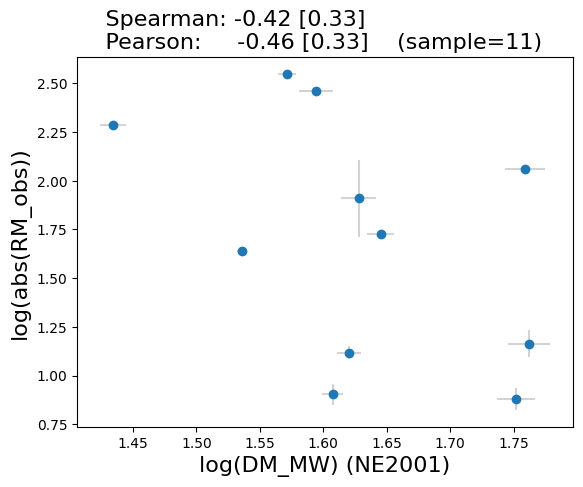 Spearman: -0.42 [0.33]
Pearson: -0.46 [0.33] (sample=11)
log(abs(RM_obs))
2.50
2.25
2.00
1.75
1.50
1.25
1.00
0.75
1.45 1.50 1.55 1.60 1.65 1.70 1.75
log(DM_MW) (NE2001)